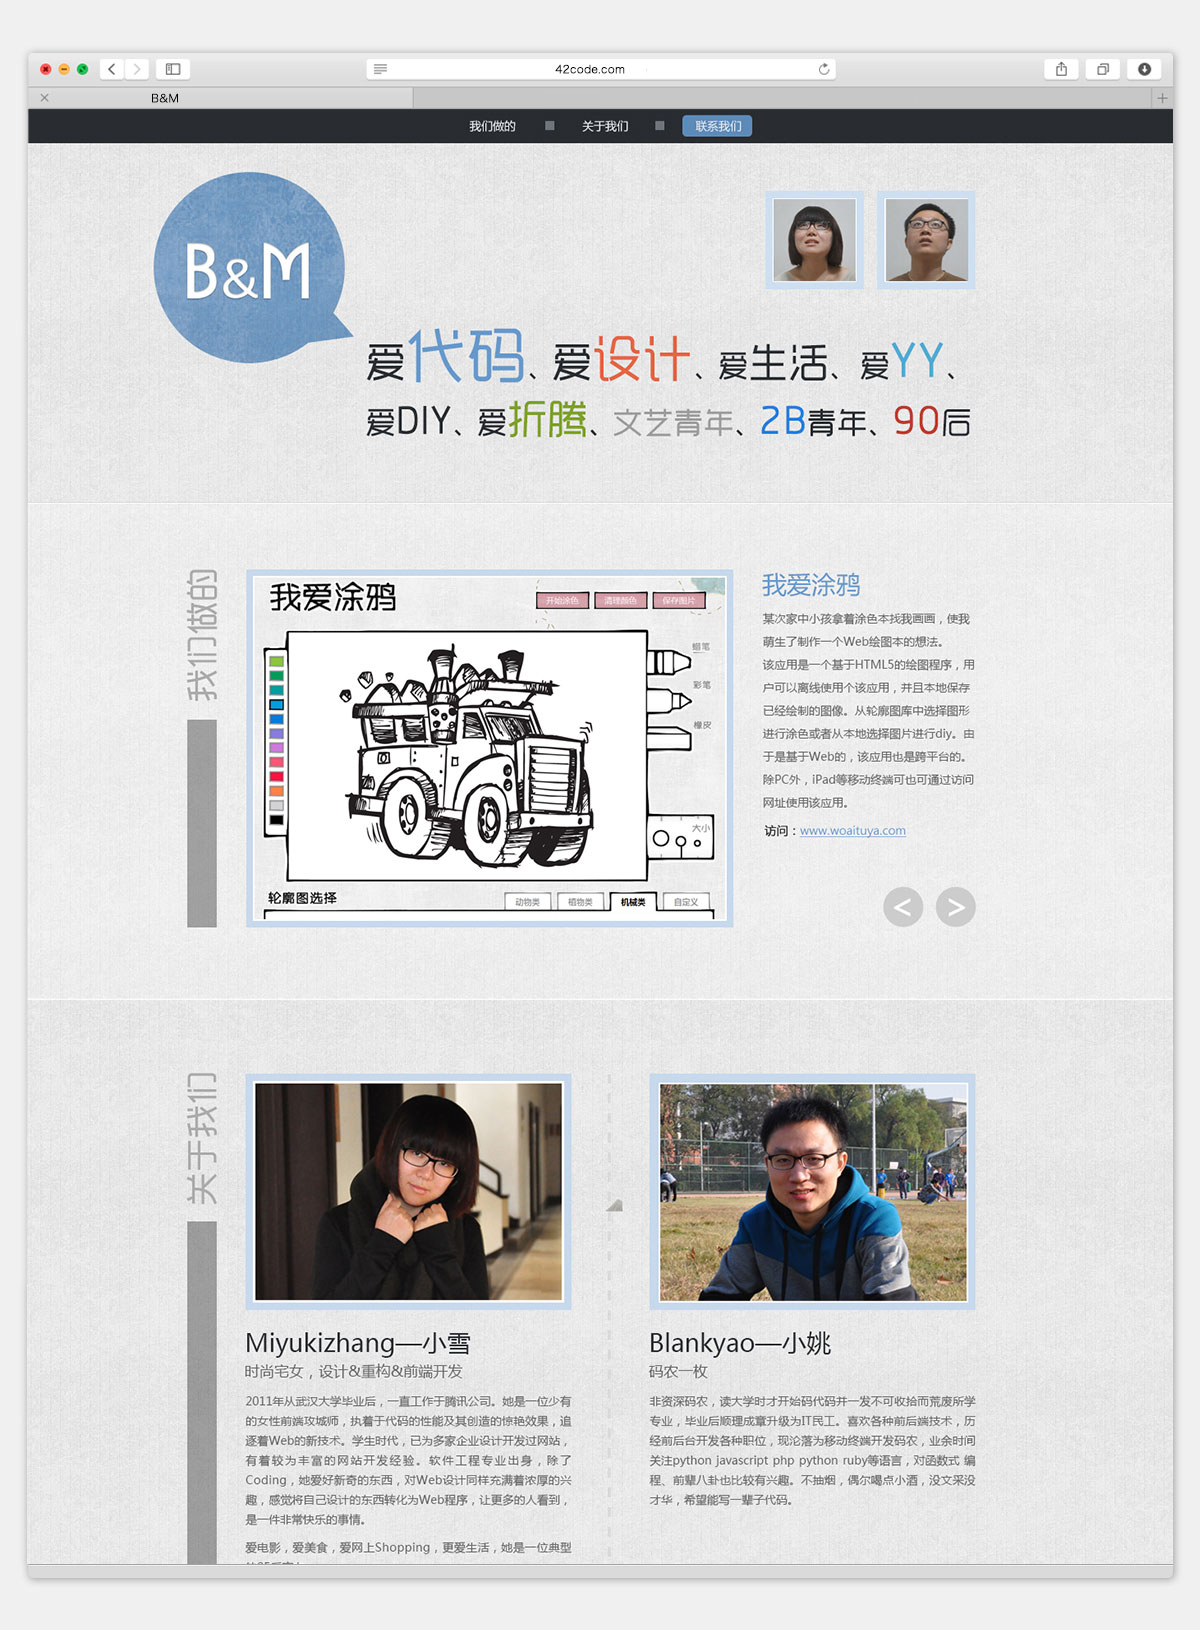 42code.com
B&M
我们做的
关于我们
联系我们
B&M
爱代码、爱设计、爱生活、爱YY、
爱DIY、爱折腾、文艺青年、2B青年、90后
我们做的
我爱涂鸦
开始涂色
清理颜色
保存图片
蜡笔
彩笔
橡皮
大小
轮廓图选择
动物类
植物类
机械类
自定义
我爱涂鸦
某次家中小孩拿着涂色本找我画画，使我
萌生了制作一个Web绘图本的想法。
该应用是一个基于HTML5的绘图程序，用
户可以离线使用个该应用，并且本地保存
已经绘制的图像。从轮廓图库中选择图形
进行涂色或者从本地选择图片进行diy。由
于是基于Web的，该应用也是跨平台的。
除PC外，iPad等移动终端可也可通过访问
网址使用该应用。
访问：www.woaituya.com
< >
关于我们
Miyukizhang—小雪
时尚宅女，设计&重构&前端开发
2011年从武汉大学毕业后，一直工作于腾讯公司。她是一位少有
的女性前端攻城师，执着于代码的性能及其创造的惊艳效果，追
逐着Web的新技术。学生时代，已为多家企业设计开发过网站，
有着较为丰富的网站开发经验。软件工程专业出身，除了
Coding，她爱好新奇的东西，对Web设计同样充满着浓厚的兴
趣，感觉将自己设计的东西转化为Web程序，让更多的人看到，
是一件非常快乐的事情。
爱电影，爱美食，爱网上Shopping，更爱生活，她是一位典型
Blankyao—小姚
码农一枚
非资深码农，读大学时才开始码代码并一发不可收拾而荒废所学
专业，毕业后顺理成章升级为IT民工。喜欢各种前后端技术，历
经前后台开发各种职位，现沦落为移动终端开发码农，业余时间
关注python javascript php python ruby等语言，对函数式 编
程、前辈八卦也比较有兴趣。不抽烟，偶尔喝点小酒，没文采没
才华，希望能写一辈子代码。